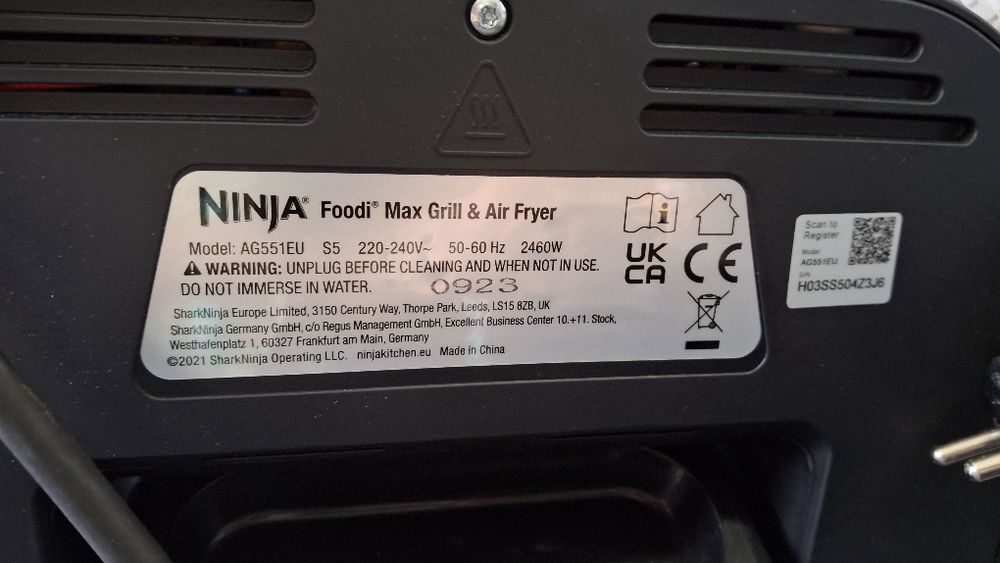 NINJA® Foodi® Max Grill & Air Fryer
Model: AG551EU S5 220-240V~ 50-60 Hz 2460W
WARNING: UNPLUG BEFORE CLEANING AND WHEN NOT IN USE.
DO NOT IMMERSE IN WATER. 0923
SharkNinja Europe Limited, 3150 Century Way, Thorpe Park, Leeds, LS15 8ZB, UK
SharkNinja Germany GmbH, c/o Regus Management GmbH, Excellent Business Center 10.+11. Stock,
Westhafenplatz 1, 60327 Frankfurt am Main, Germany
©2021 SharkNinja Operating LLC. ninjakitchen.eu Made in China
UK
CA
CE
Scan to
Register
Model:
AG551EU
S/N:
H03SS504Z3J6